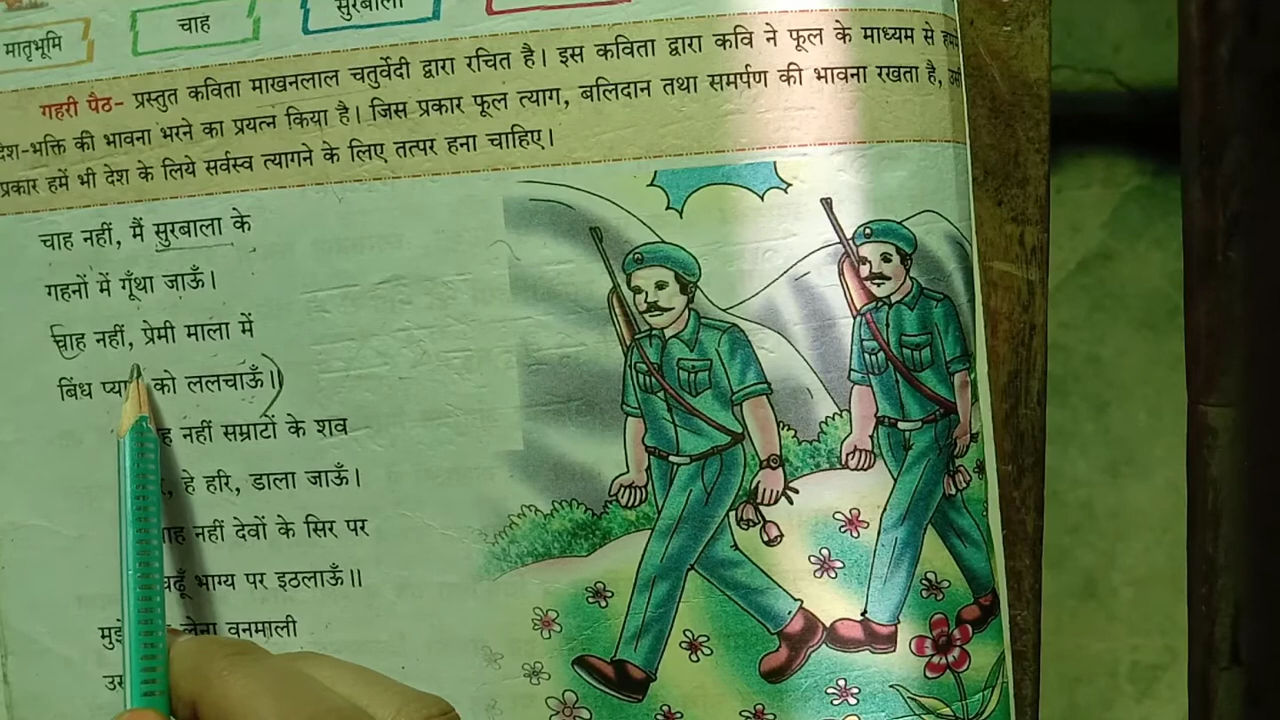 मातृभूमि
चाह
सुरबाला
गहरी पैठ- प्रस्तुत कविता माखनलाल चतुर्वेदी द्वारा रचित है। इस कविता द्वारा कवि ने फूल के माध्यम से
देश-भक्ति की भावना भरने का प्रयत्न किया है। जिस प्रकार फूल त्याग, बलिदान तथा समर्पण की भावना रखता है,
प्रकार हमें भी देश के लिये सर्वस्व त्यागने के लिए तत्पर हना चाहिए।
चाह नहीं, मैं सुरबाला के
गहनों में गूँथा जाऊँ।
चाह नहीं, प्रेमी माला में
बिंध को ललचाऊँ।
नहीं सम्राटों के शव
हे हरि, डाला जाऊँ।
नहीं देवों के सिर पर
भाग्य पर इठलाऊँ।।
लेना वनमाली